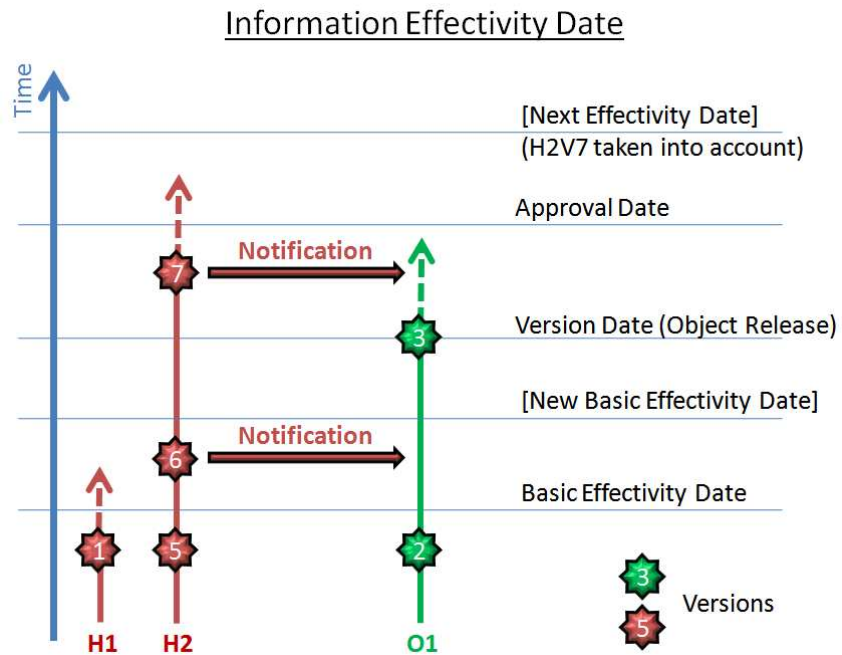 Information Effectivity Date
Time
[Next Effectivity Date]
(H2V7 taken into account)
Approval Date
Notification
7
Version Date (Object Release)
3
[New Basic Effectivity Date]
Notification
6
Basic Effectivity Date
1
5
2
3
Versions
5
H1
H2
O1